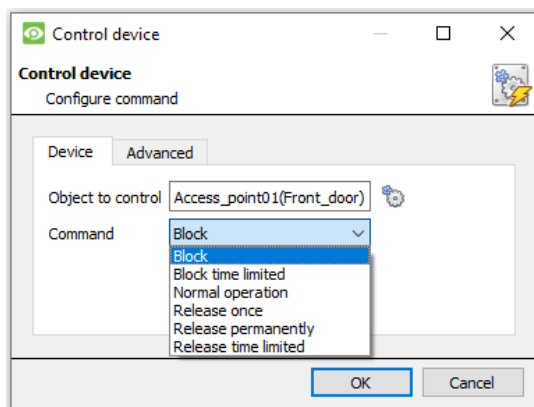 Control device
Control device
Configure command
Device Advanced
Object to control Access_point01(Front_door)
Command Block
Block
Block time limited
Normal operation
Release once
Release permanently
Release time limited
OK Cancel